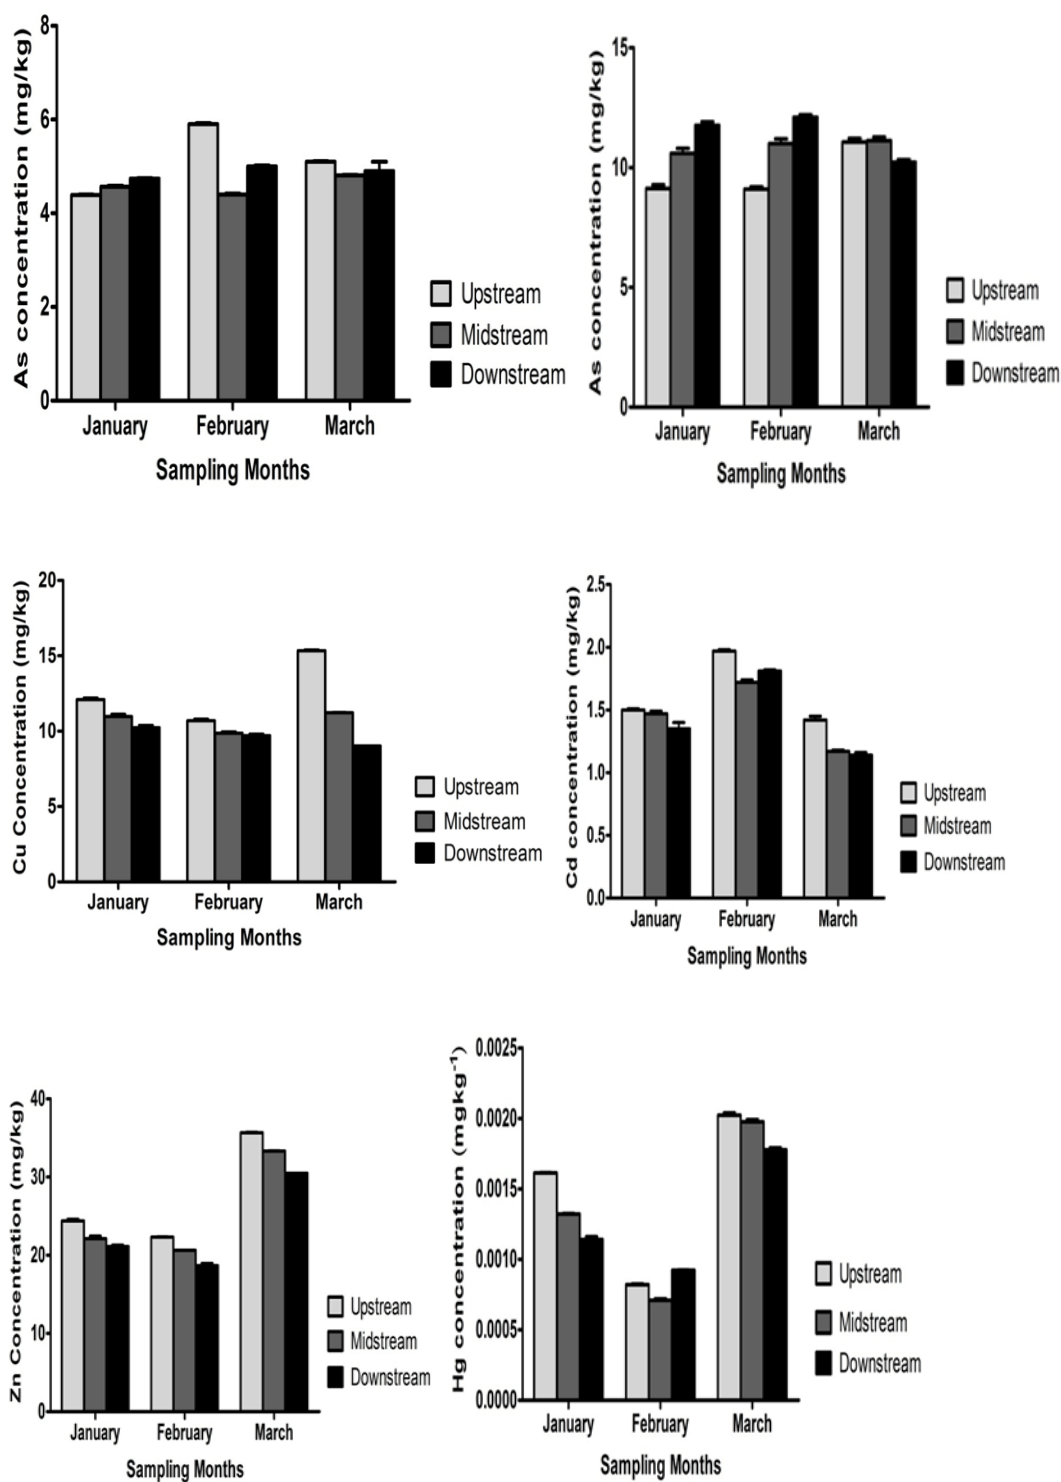 As concentration (mg/kg)
8
6
4
2
0
January February March
Sampling Months
Upstream
Midstream
Downstream
As concentration (mg/kg)
15
10
5
0
January February March
Sampling Months
Upstream
Midstream
Downstream
Cu Concentration (mg/kg)
20
15
10
5
0
January February March
Sampling Months
Upstream
Midstream
Downstream
Cd concentration (mg/kg)
2.5
2.0
1.5
1.0
0.5
0.0
January February March
Sampling Months
Upstream
Midstream
Downstream
Zn Concentration (mg/kg)
40
30
20
10
0
January February March
Sampling Months
Upstream
Midstream
Downstream
Hg concentration (mgkg⁻¹)
0.0025
0.0020
0.0015
0.0010
0.0005
0.0000
January February March
Sampling Months
Upstream
Midstream
Downstream